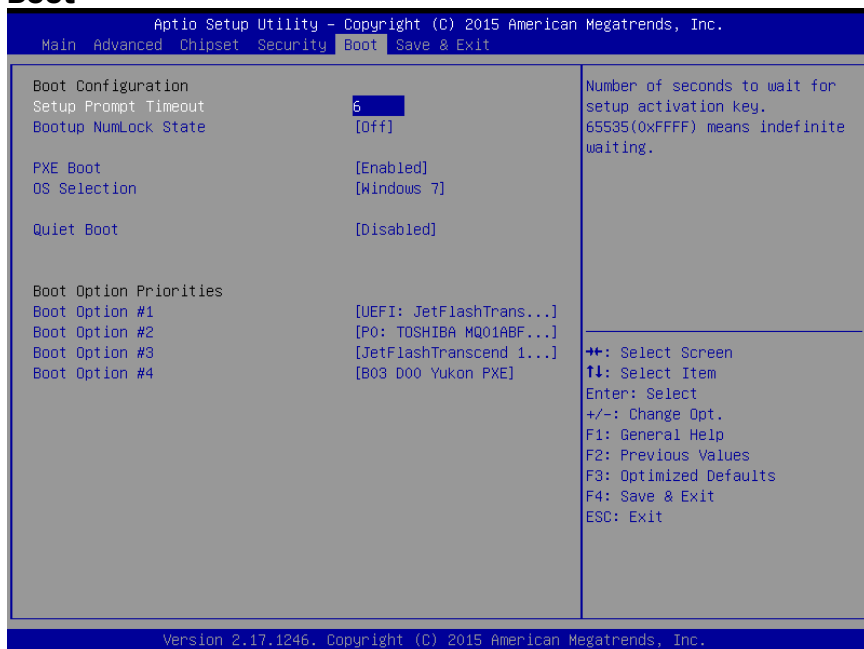 Boot
Aptio Setup Utility – Copyright (C) 2015 American Megatrends, Inc.
Main Advanced Chipset Security Boot Save & Exit
Boot Configuration
Setup Prompt Timeout 6
Bootup NumLock State [Off]
PXE Boot [Enabled]
OS Selection [Windows 7]
Quiet Boot [Disabled]
Boot Option Priorities
Boot Option #1 [UEFI: JetFlashTrans...]
Boot Option #2 [P0: TOSHIBA MQ01ABF...]
Boot Option #3 [JetFlashTranscend 1...]
Boot Option #4 [B03 D00 Yukon PXE]
Number of seconds to wait for
setup activation key.
65535(0xFFFF) means indefinite
waiting.
→←: Select Screen
↑↓: Select Item
Enter: Select
+/-: Change Opt.
F1: General Help
F2: Previous Values
F3: Optimized Defaults
F4: Save & Exit
ESC: Exit
Version 2.17.1246. Copyright (C) 2015 American Megatrends, Inc.